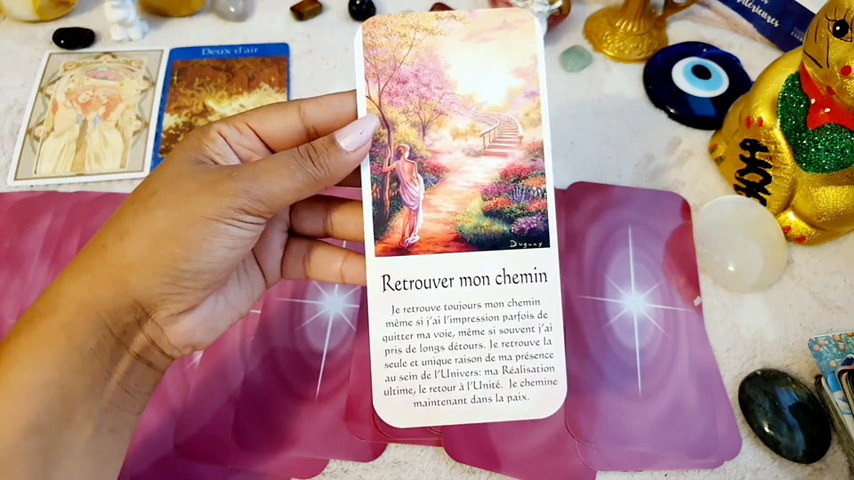 Deux d'air
Duguay
Retrouver mon chemin
Je retrouve toujours mon chemin
même si j'ai l'impression parfois de
quitter ma voie, même si souvent j'ai
pris de longs détours. Je retrouve la
seule et unique raison de ma présence
au sein de l'Univers: ma Réalisation
ultime, le retour à l'Unité. Je chemine
maintenant dans la paix.